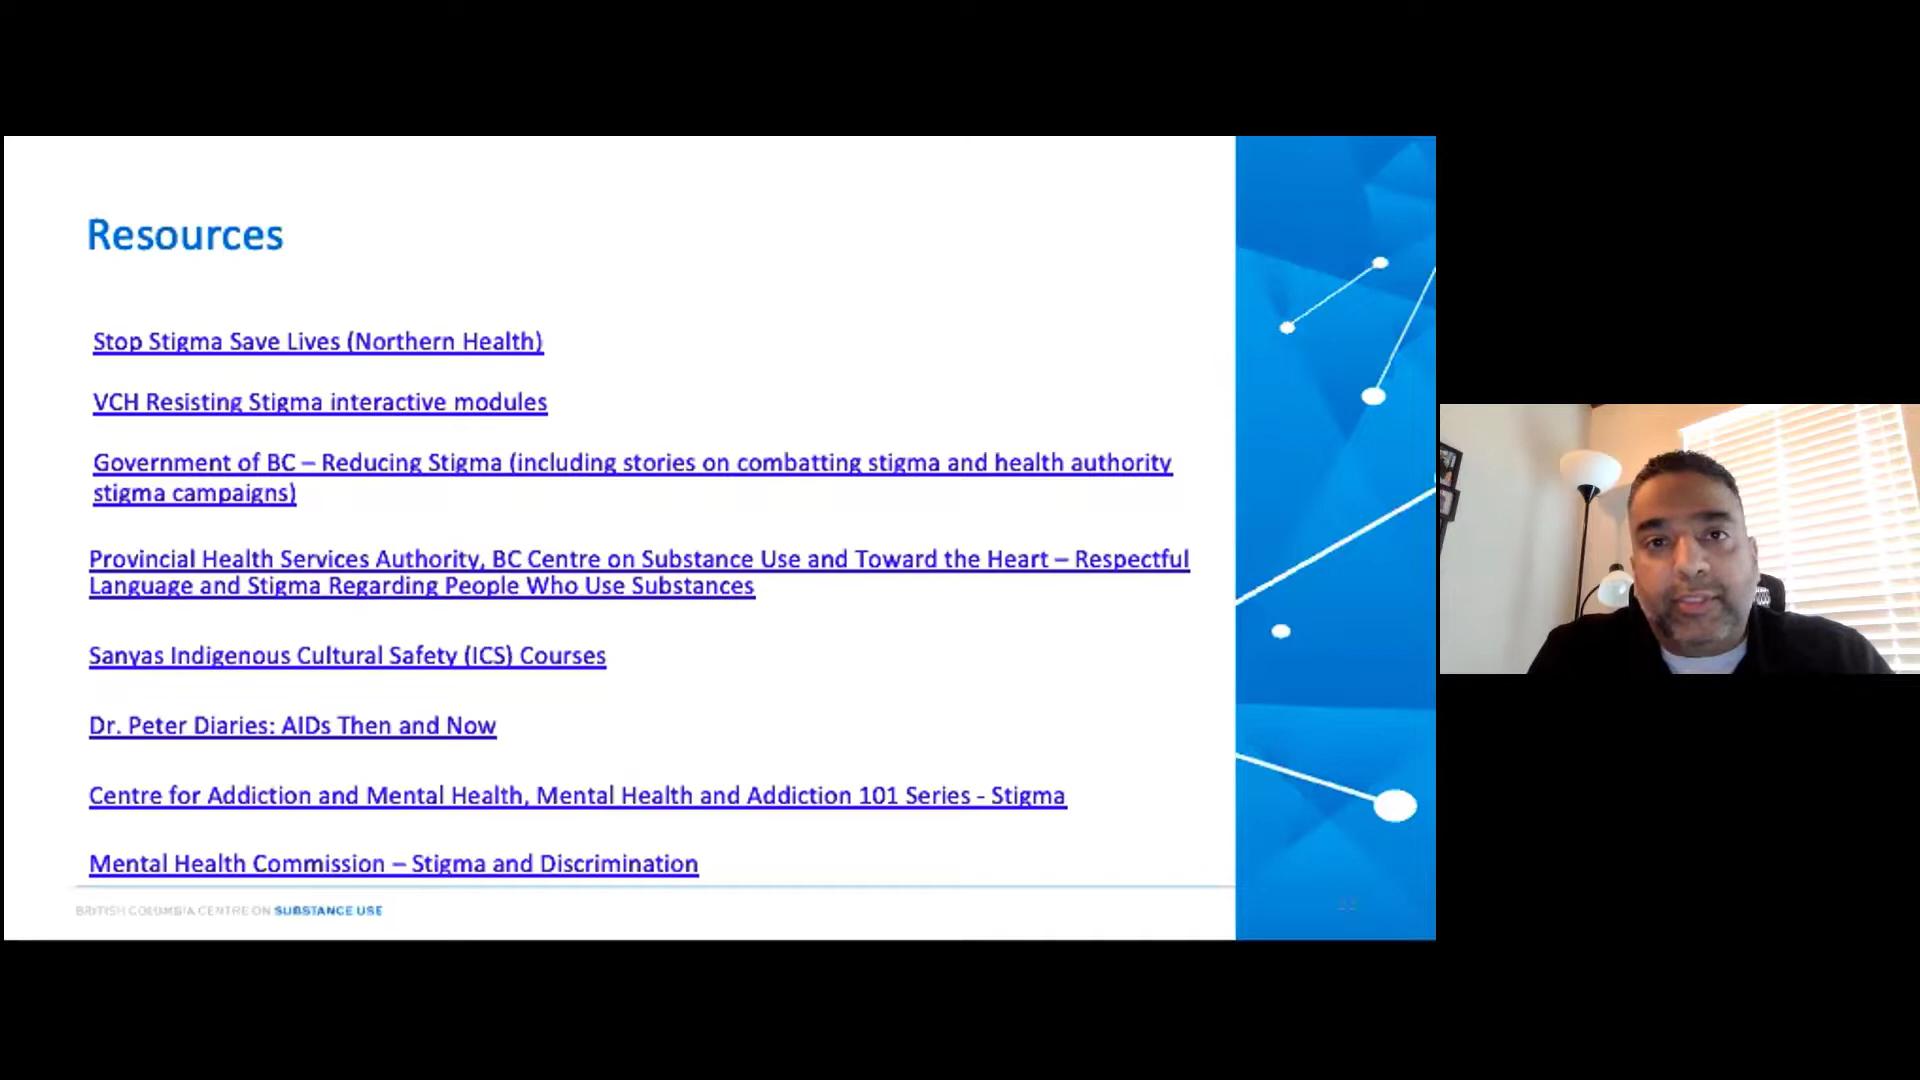 Resources
Stop Stigma Save Lives (Northern Health)
VCH Resisting Stigma interactive modules
Government of BC – Reducing Stigma (including stories on combatting stigma and health authority
stigma campaigns)
Provincial Health Services Authority, BC Centre on Substance Use and Toward the Heart – Respectful
Language and Stigma Regarding People Who Use Substances
Sanyas Indigenous Cultural Safety (ICS) Courses
Dr. Peter Diaries: AIDs Then and Now
Centre for Addiction and Mental Health, Mental Health and Addiction 101 Series - Stigma
Mental Health Commission – Stigma and Discrimination
BRITISH COLUMBIA CENTRE ON SUBSTANCE USE